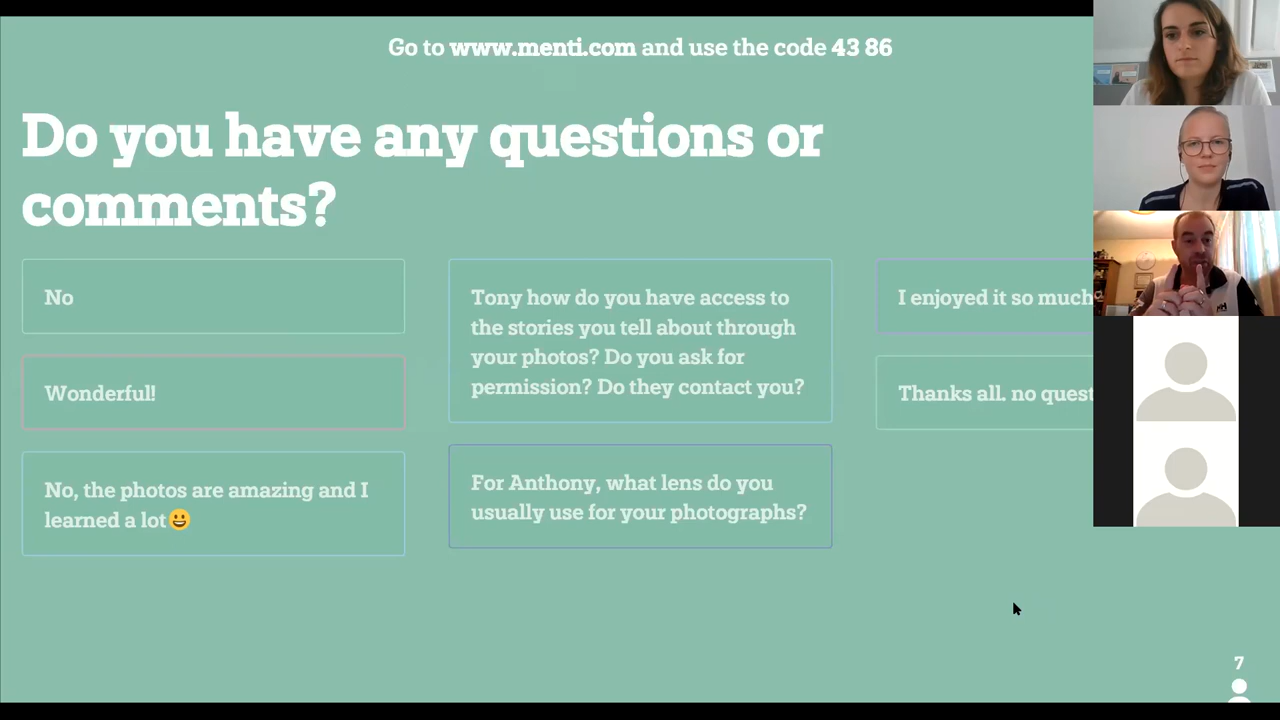 Go to www.menti.com and use the code 43 86
Do you have any questions or
comments?
No
Wonderful!
No, the photos are amazing and I
learned a lot😀
Tony how do you have access to
the stories you tell about through
your photos? Do you ask for
permission? Do they contact you?
For Anthony, what lens do you
usually use for your photographs?
I enjoyed it so much
Thanks all. no quest
7